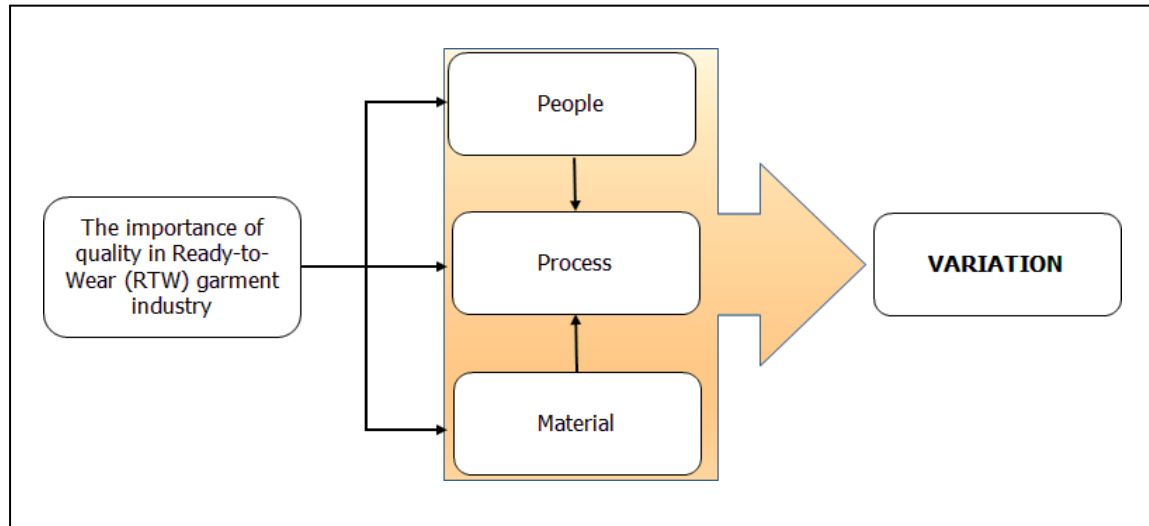 People
The importance of
quality in Ready-to-
Wear (RTW) garment
industry
Process
VARIATION
Material